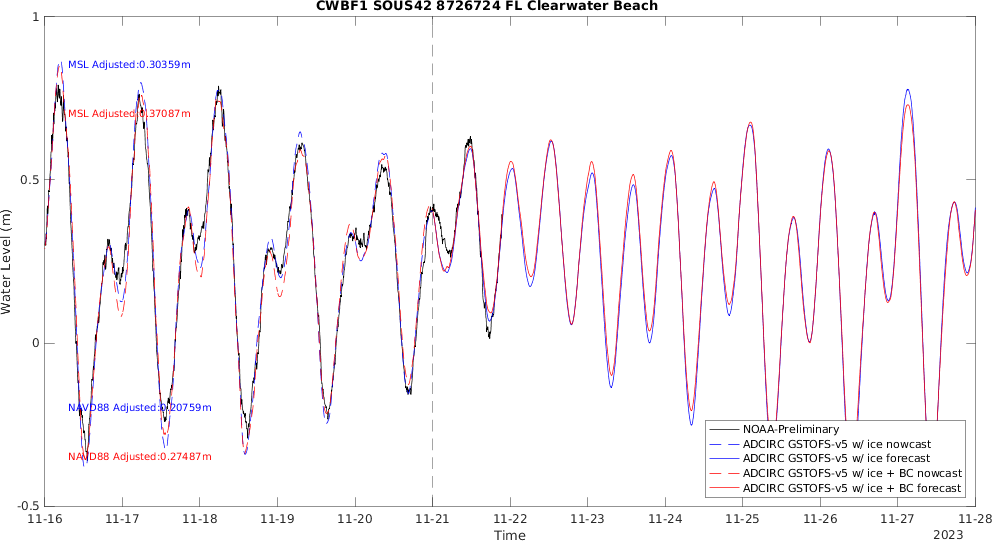 CWBF1 SOUS42 8726724 FL Clearwater Beach
1
MSL Adjusted:0.30359m
MSL Adjusted:0.37087m
0.5
Water Level (m)
0
NAVD88 Adjusted:0.20759m
NAVD88 Adjusted:0.27487m
-0.5
NOAA-Preliminary
ADCIRC GSTOFS-v5 w/ ice nowcast
ADCIRC GSTOFS-v5 w/ ice forecast
ADCIRC GSTOFS-v5 w/ ice + BC nowcast
ADCIRC GSTOFS-v5 w/ ice + BC forecast
11-16 11-17 11-18 11-19 11-20 11-21 11-22 11-23 11-24 11-25 11-26 11-27 11-28
Time
2023